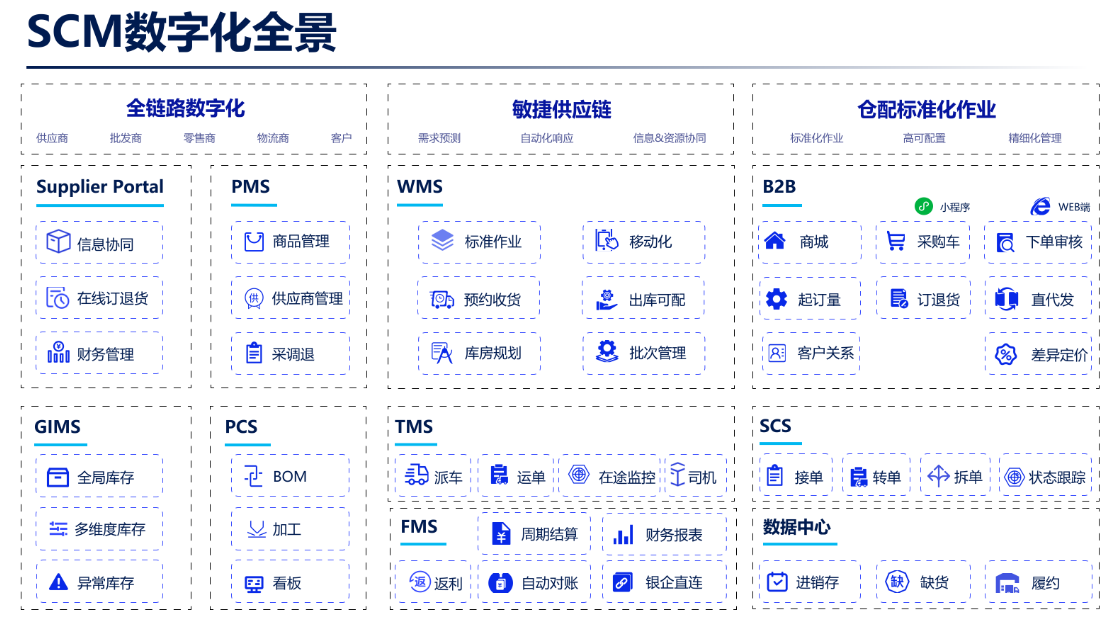 SCM数字化全景
全链路数字化
供应商 批发商 零售商 物流商 客户
敏捷供应链
需求预测 自动化响应 信息&资源协同
仓配标准化作业
标准化作业 高可配置 精细化管理
Supplier Portal
信息协同
在线订退货
财务管理
PMS
商品管理
供
供应商管理
采调退
WMS
标准作业 移动化
预约收货 出库可配
库房规划 批次管理
B2B
小程序 WEB端
商城 采购车 下单审核
起订量 订退货 直代发
客户关系 差异定价
GIMS
全局库存
多维度库存
异常库存
PCS
BOM
加工
看板
TMS
派车 运单 在途监控 司机
FMS
周期结算 财务报表
返 返利 自动对账 银企直连
SCS
接单 转单 拆单 状态跟踪
数据中心
进销存 缺 缺货 履约